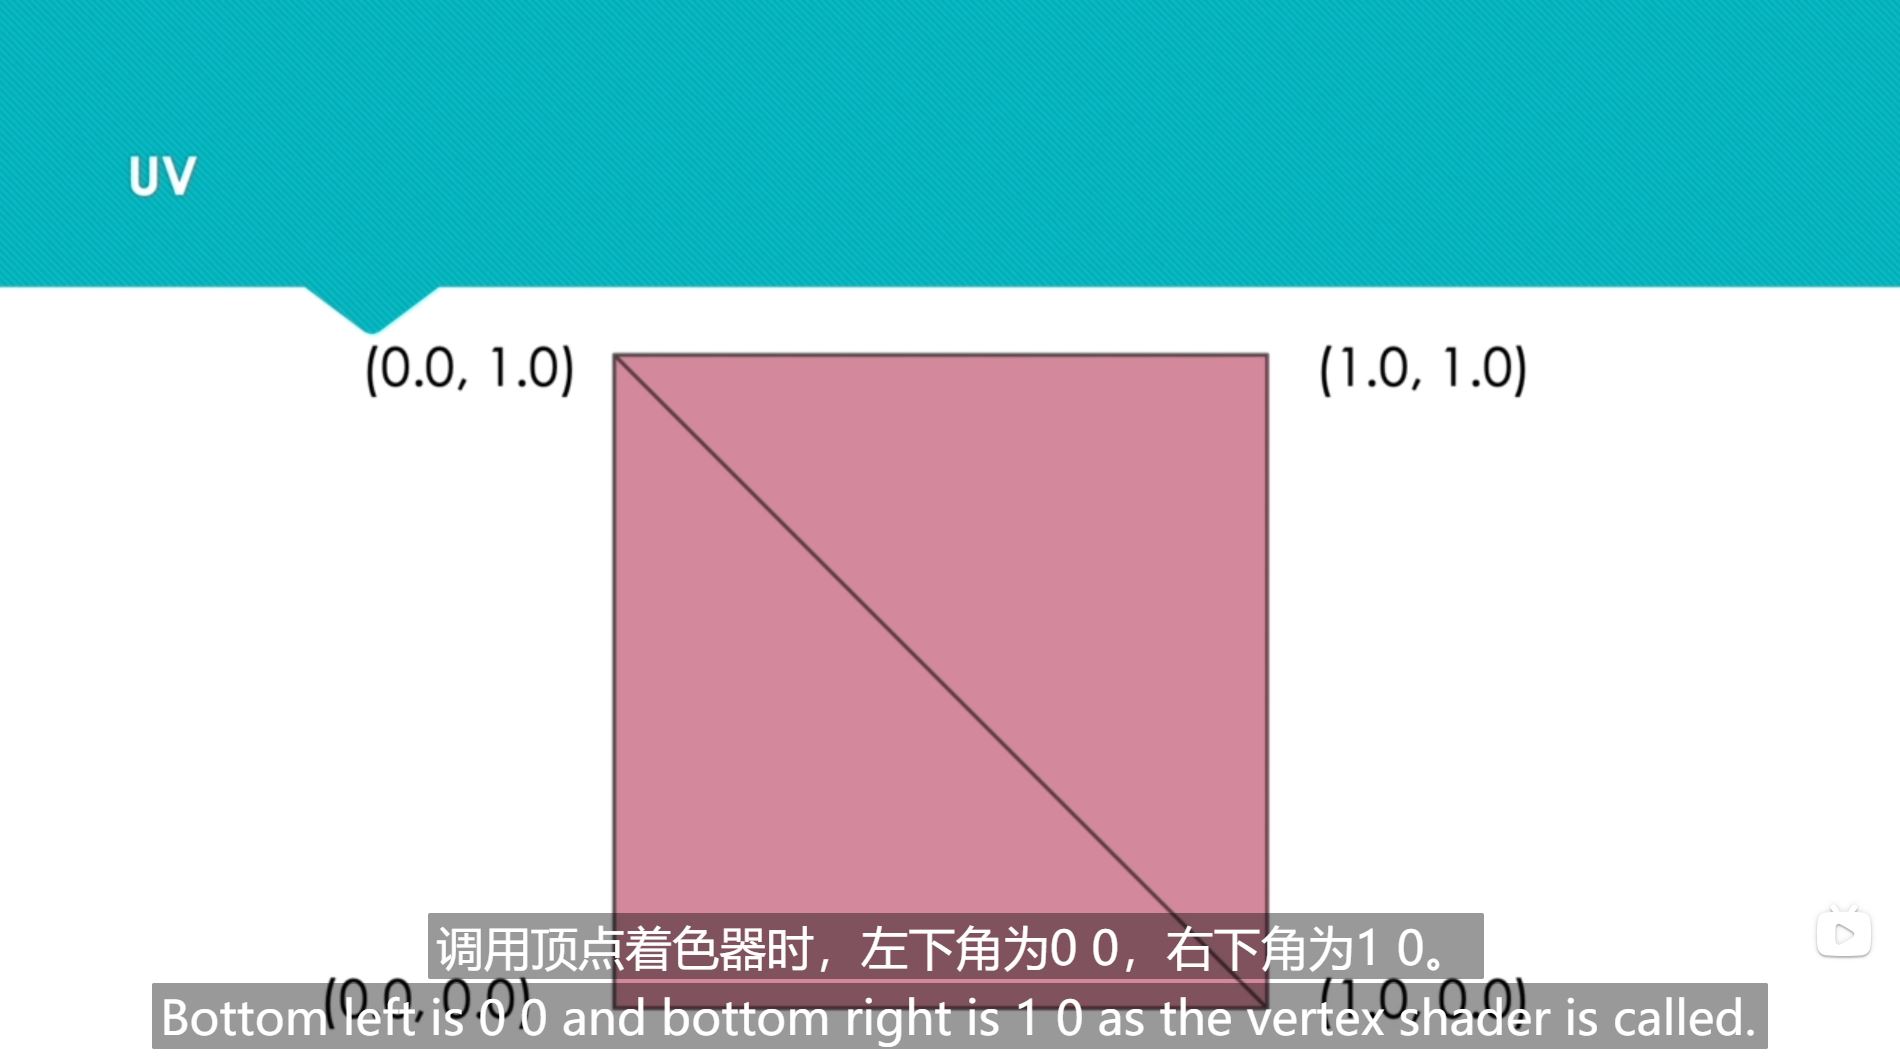 UV
(0.0, 1.0)
(1.0, 1.0)
(0.0, 0.0)
(1.0, 0.0)
调用顶点着色器时，左下角为0 0，右下角为1 0。
Bottom left is 0 0 and bottom right is 1 0 as the vertex shader is called.